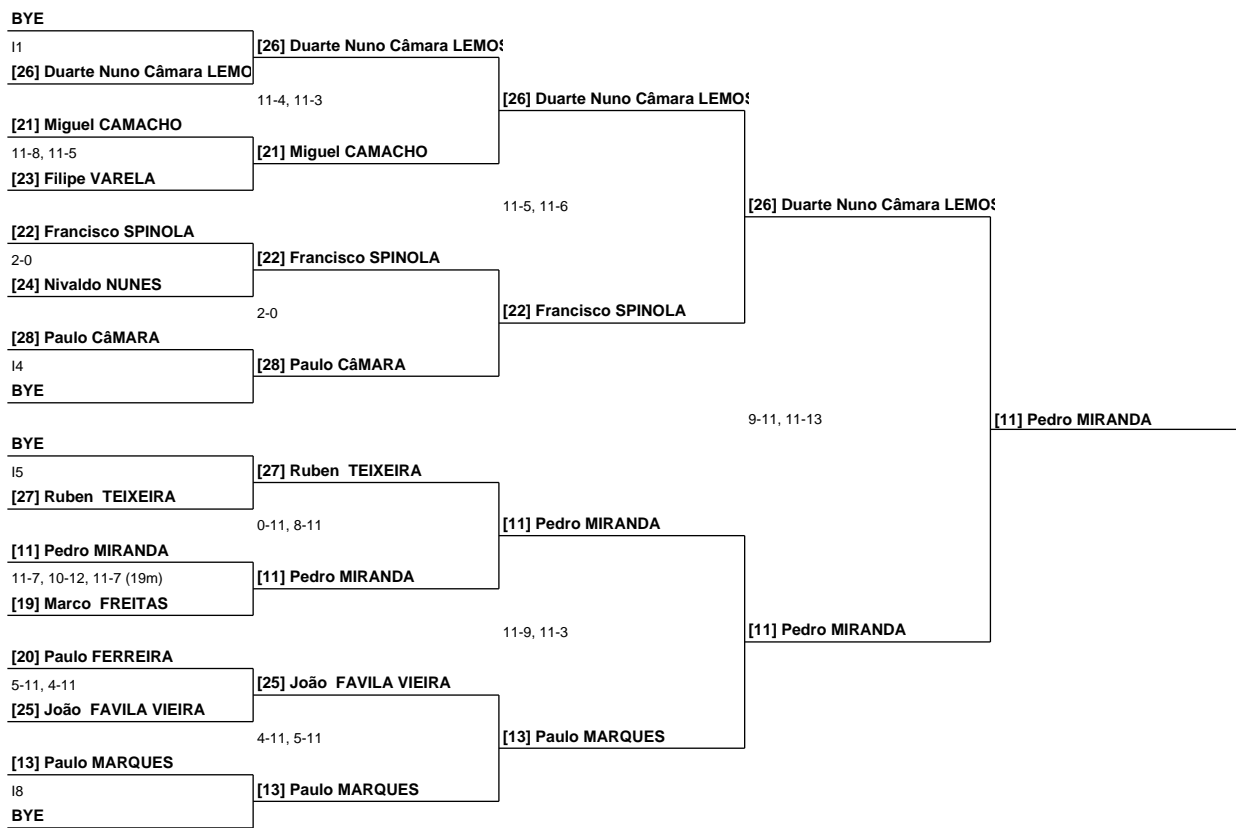 BYE
I1
[26] Duarte Nuno Câmara LEMO
[21] Miguel CAMACHO
11-8, 11-5
[23] Filipe VARELA
[22] Francisco SPINOLA
2-0
[24] Nivaldo NUNES
[28] Paulo CâMARA
I4
BYE
BYE
I5
[27] Ruben  TEIXEIRA
[11] Pedro MIRANDA
11-7, 10-12, 11-7 (19m)
[19] Marco  FREITAS
[20] Paulo FERREIRA
5-11, 4-11
[25] João  FAVILA VIEIRA
[13] Paulo MARQUES
I8
BYE
[26] Duarte Nuno Câmara LEMOS
11-4, 11-3
[21] Miguel CAMACHO
[22] Francisco SPINOLA
2-0
[28] Paulo CâMARA
[27] Ruben  TEIXEIRA
0-11, 8-11
[11] Pedro MIRANDA
[25] João  FAVILA VIEIRA
4-11, 5-11
[13] Paulo MARQUES
[26] Duarte Nuno Câmara LEMOS
11-5, 11-6
[22] Francisco SPINOLA
[11] Pedro MIRANDA
11-9, 11-3
[13] Paulo MARQUES
[26] Duarte Nuno Câmara LEMOS
9-11, 11-13
[11] Pedro MIRANDA
[11] Pedro MIRANDA